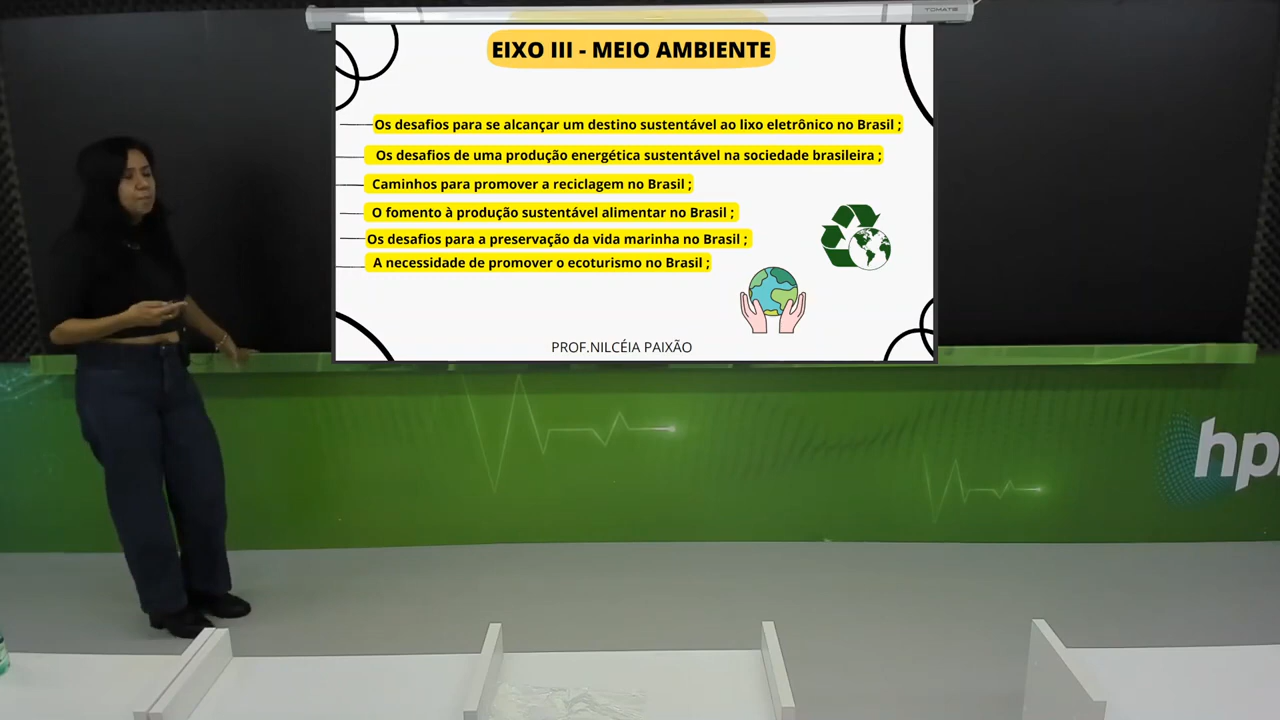 TOMATE
EIXO III - MEIO AMBIENTE
Os desafios para se alcançar um destino sustentável ao lixo eletrônico no Brasil ;
Os desafios de uma produção energética sustentável na sociedade brasileira ;
Caminhos para promover a reciclagem no Brasil ;
O fomento à produção sustentável alimentar no Brasil ;
Os desafios para a preservação da vida marinha no Brasil ;
A necessidade de promover o ecoturismo no Brasil ;
PROF.NILCÉIA PAIXÃO